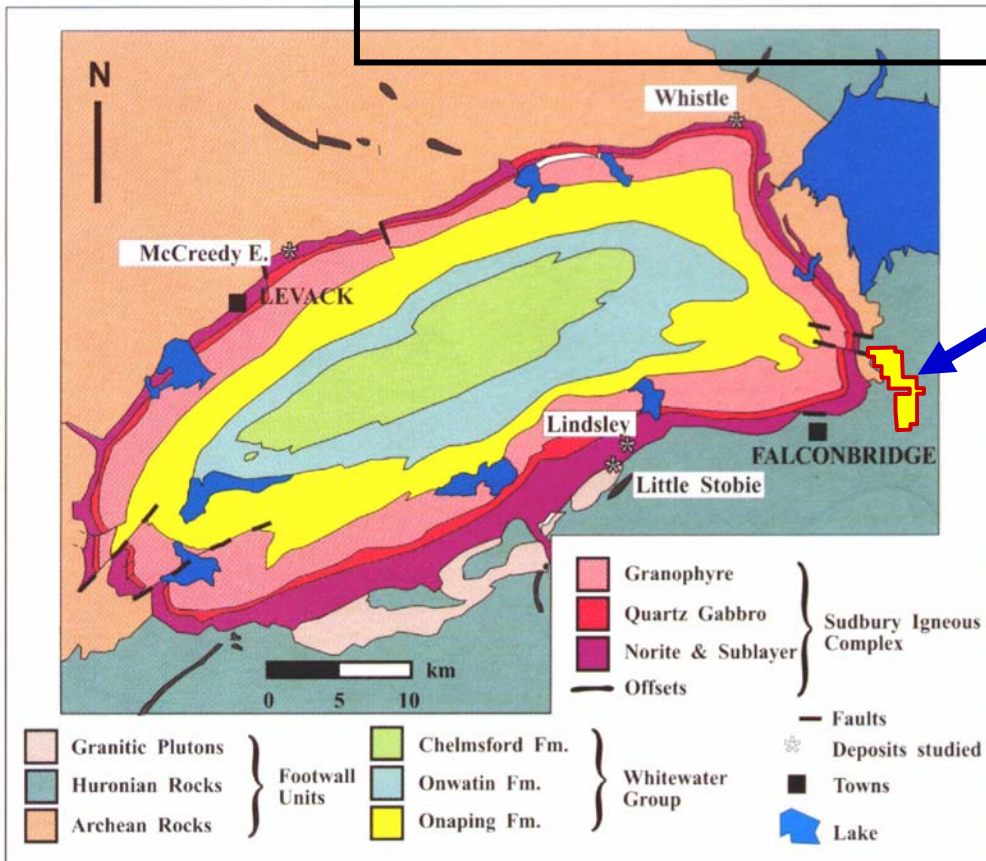 N
Whistle
McCreedy E.
LEVACK
Lindsley
FALCONBRIDGE
Little Stobie
km
0 5 10
Granophyre
Quartz Gabbro
Norite & Sublayer
Offsets
Sudbury Igneous
Complex
Granitic Plutons
Huronian Rocks
Archean Rocks
Footwall
Units
Chelmsford Fm.
Onwatin Fm.
Onaping Fm.
Whitewater
Group
Faults
Deposits studied
Towns
Lake